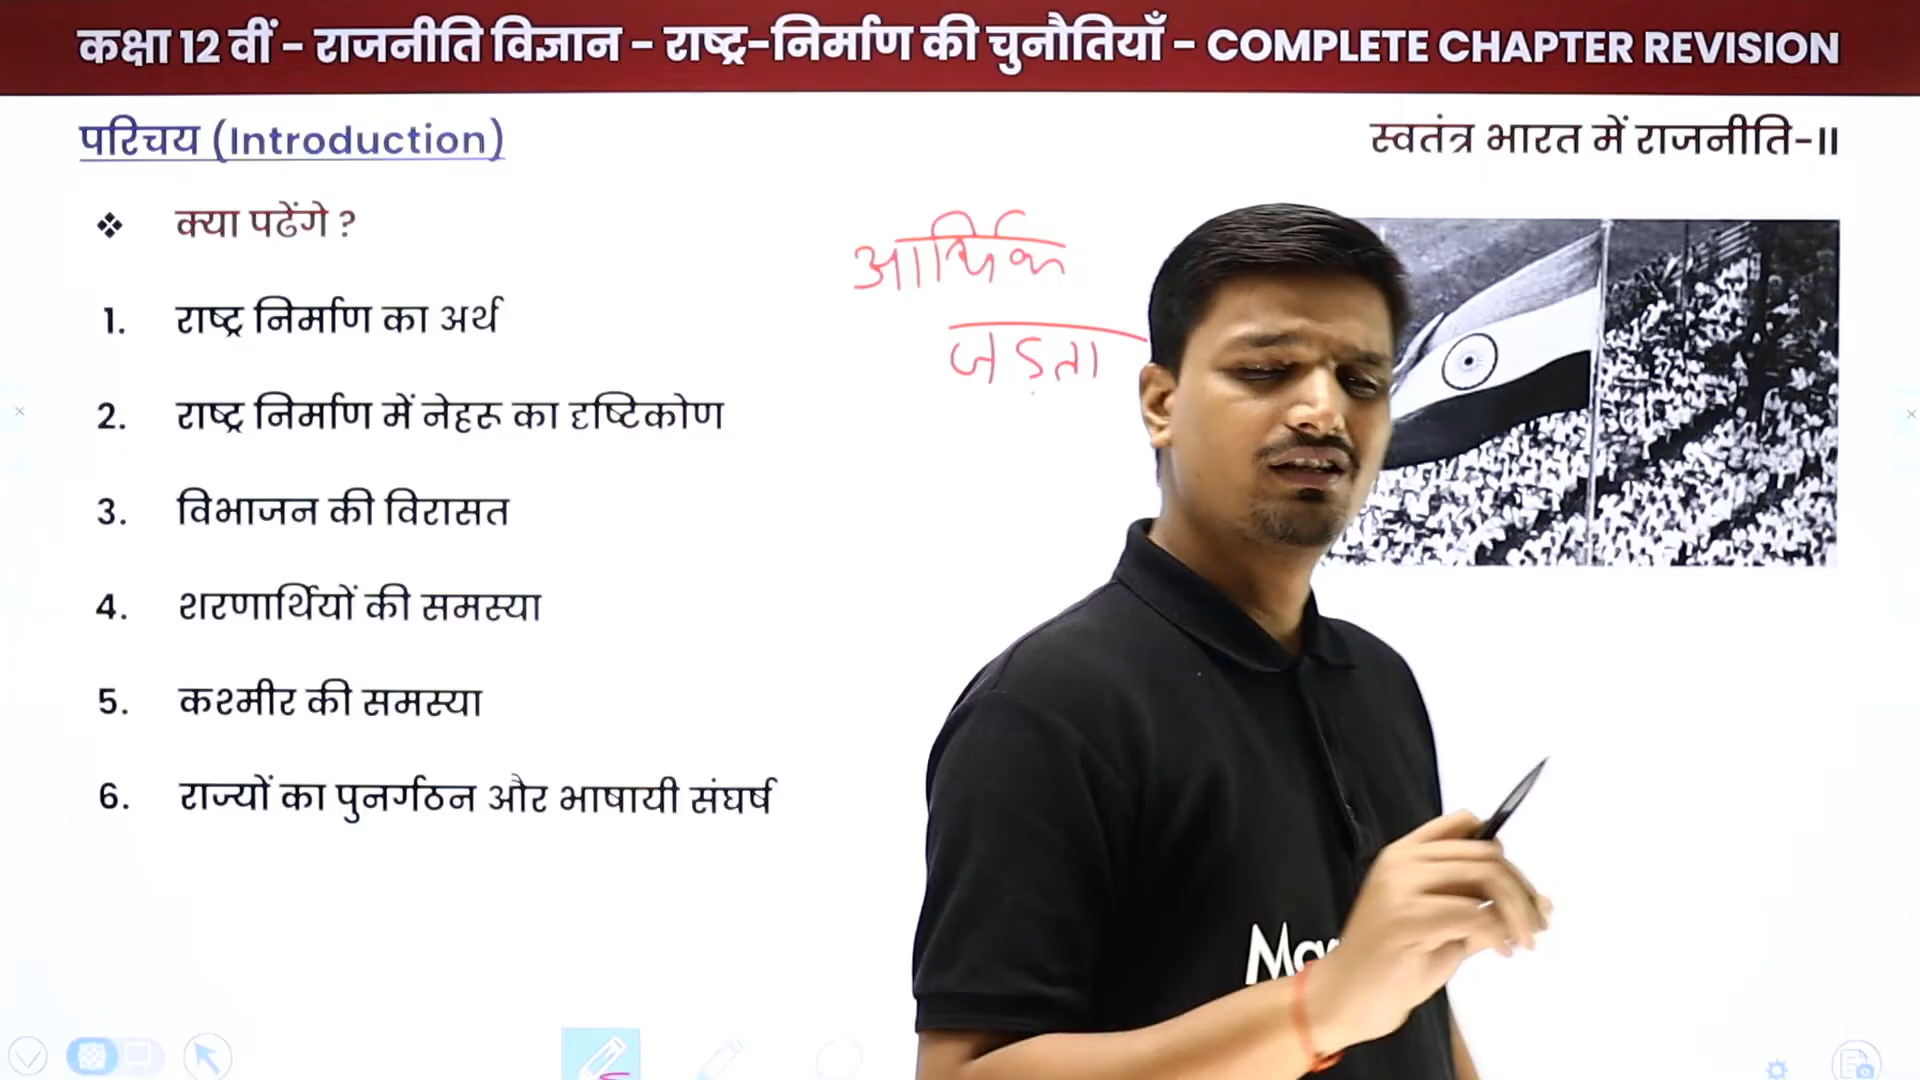 कक्षा 12 वीं - राजनीति विज्ञान - राष्ट्र-निर्माण की चुनौतियाँ - COMPLETE CHAPTER REVISION
परिचय (Introduction)
स्वतंत्र भारत में राजनीति-II
❖ क्या पढेंगे ?
1. राष्ट्र निर्माण का अर्थ
2. राष्ट्र निर्माण में नेहरू का दृष्टिकोण
3. विभाजन की विरासत
4. शरणार्थियों की समस्या
5. कश्मीर की समस्या
6. राज्यों का पुनर्गठन और भाषायी संघर्ष
आर्थिक
जड़ता